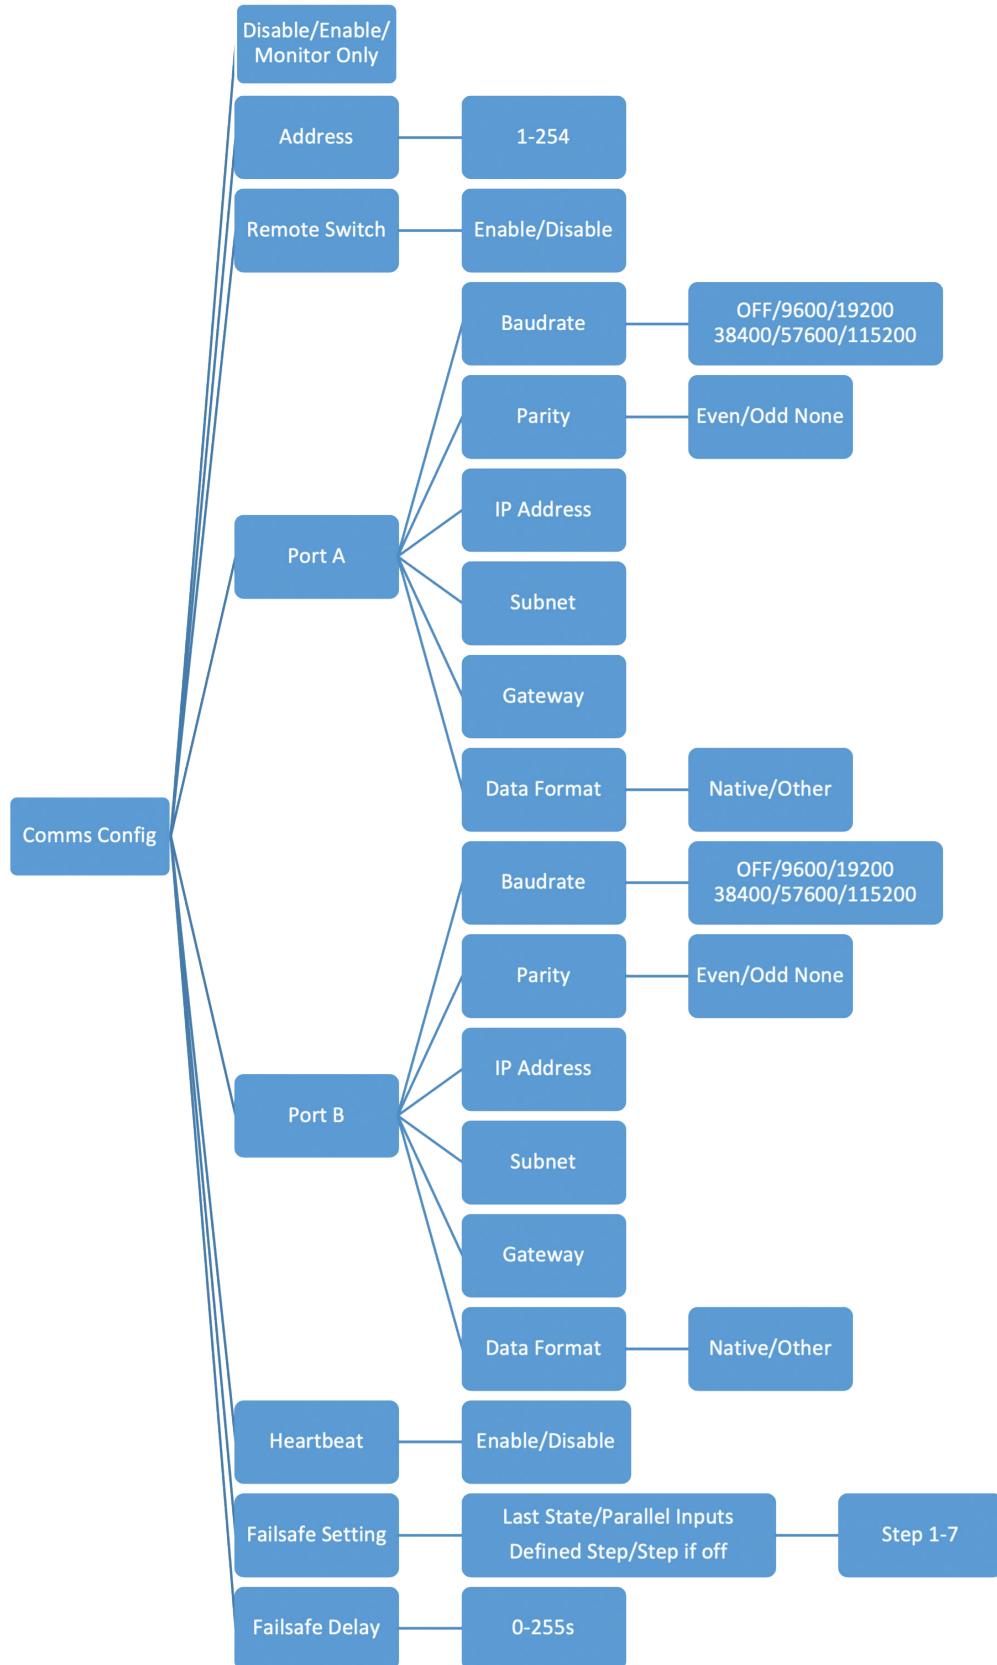 Disable/Enable/
Monitor Only
Address
1-254
Remote Switch
Enable/Disable
Baudrate
OFF/9600/19200
38400/57600/115200
Parity
Even/Odd None
IP Address
Port A
Subnet
Gateway
Data Format
Native/Other
Comms Config
Baudrate
OFF/9600/19200
38400/57600/115200
Parity
Even/Odd None
IP Address
Port B
Subnet
Gateway
Data Format
Native/Other
Heartbeat
Enable/Disable
Failsafe Setting
Last State/Parallel Inputs
Defined Step/Step if off
Step 1-7
Failsafe Delay
0-255s